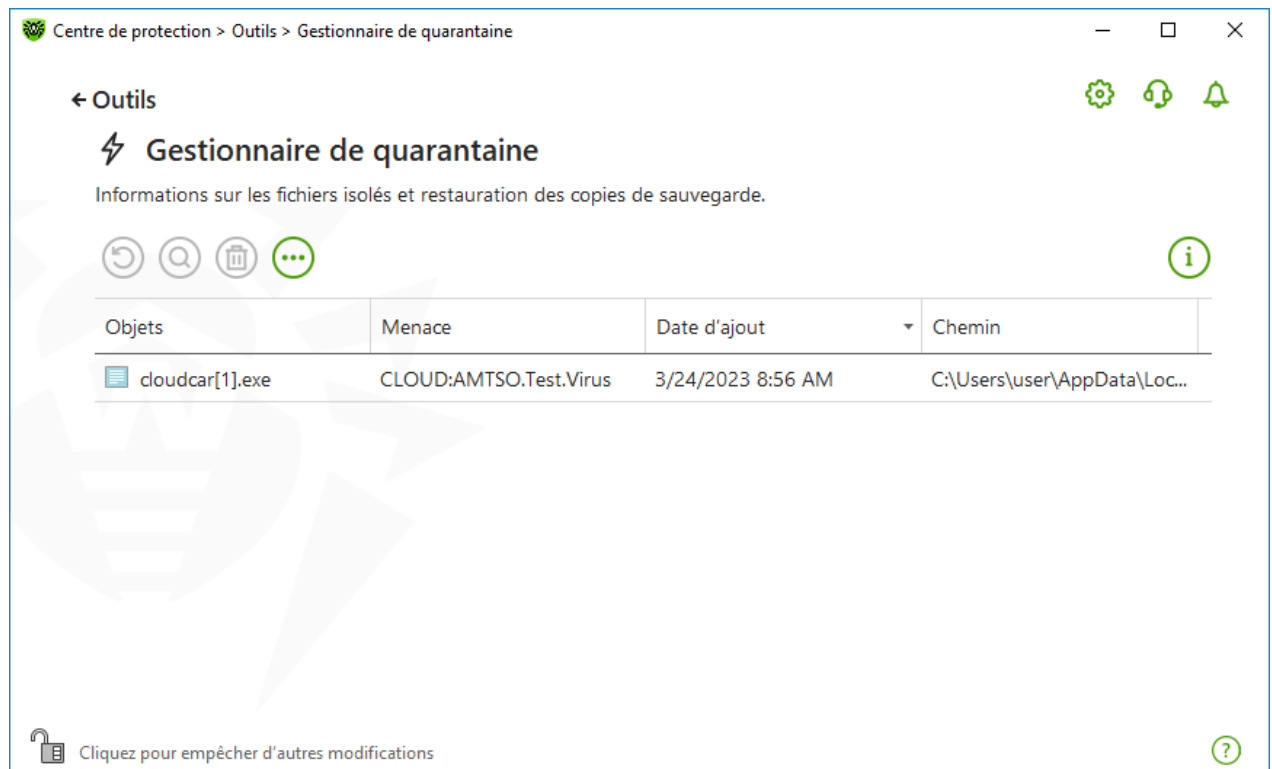 Centre de protection > Outils > Gestionnaire de quarantaine
Outils
Gestionnaire de quarantaine
Informations sur les fichiers isolés et restauration des copies de sauvegarde.
Objets Menace Date d'ajout Chemin
cloudcar[1].exe CLOUD:AMTSO.Test.Virus 3/24/2023 8:56 AM C:\Users\user\AppData\Loc...
Cliquez pour empêcher d'autres modifications